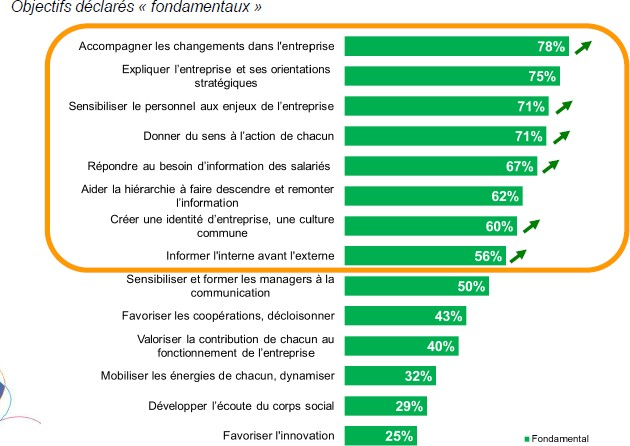 Objectifs déclarés « fondamentaux »
Accompagner les changements dans l'entreprise
78%
Expliquer l’entreprise et ses orientations
stratégiques
75%
Sensibiliser le personnel aux enjeux de l’entreprise
71%
Donner du sens à l’action de chacun
71%
Répondre au besoin d’information des salariés
67%
Aider la hiérarchie à faire descendre et remonter
l’information
62%
Créer une identité d’entreprise, une culture
commune
60%
Informer l'interne avant l'externe
56%
Sensibiliser et former les managers à la
communication
50%
Favoriser les coopérations, décloisonner
43%
Valoriser la contribution de chacun au
fonctionnement de l’entreprise
40%
Mobiliser les énergies de chacun, dynamiser
32%
Développer l’écoute du corps social
29%
Favoriser l'innovation
25%
Fondamental